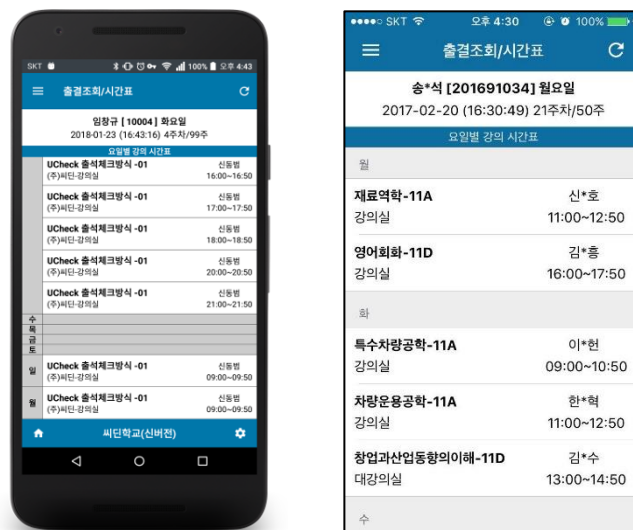 SKT 100% 오후 4:43
출결조회/시간표
임창규 [ 10004 ] 화요일
2018-01-23 (16:43:16) 4주차/99주
요일별 강의 시간표
UCheck 출석체크방식 -01 신동범
(주)씨딘-강의실 16:00~16:50
UCheck 출석체크방식 -01 신동범
(주)씨딘-강의실 17:00~17:50
UCheck 출석체크방식 -01 신동범
(주)씨딘-강의실 18:00~18:50
UCheck 출석체크방식 -01 신동범
(주)씨딘-강의실 20:00~20:50
UCheck 출석체크방식 -01 신동범
(주)씨딘-강의실 21:00~21:50
수
목
금
토
일
UCheck 출석체크방식 -01 신동범
(주)씨딘-강의실 09:00~09:50
월
UCheck 출석체크방식 -01 신동범
(주)씨딘-강의실 09:00~09:50
씨딘학교(신버전)
SKT 오후 4:30 100%
출결조회/시간표
송*석 [201691034] 월요일
2017-02-20 (16:30:49) 21주차/50주
요일별 강의 시간표
월
재료역학-11A 신*호
강의실 11:00~12:50
영어회화-11D 김*흥
강의실 16:00~17:50
화
특수차량공학-11A 이*헌
강의실 09:00~10:50
차량운용공학-11A 한*혁
강의실 11:00~12:50
창업과산업동향의이해-11D 김*수
대강의실 13:00~14:50
수